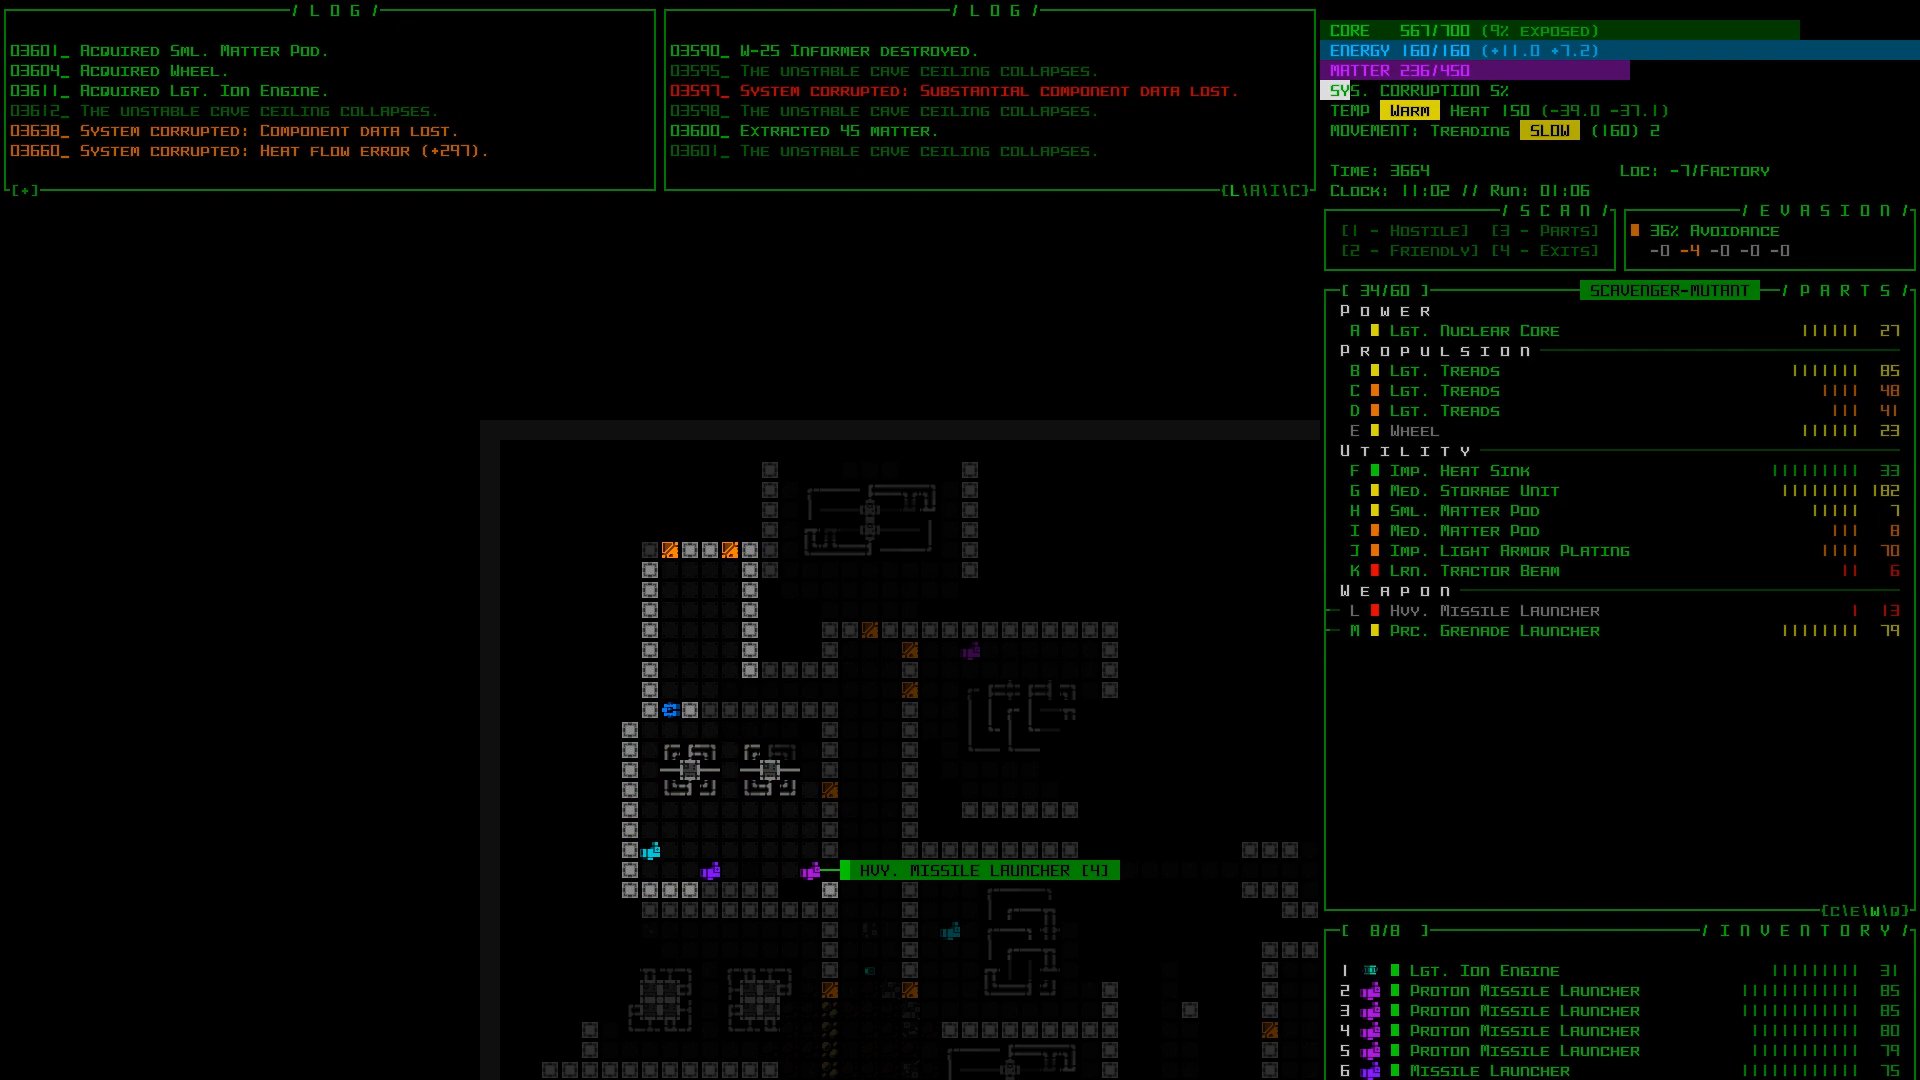 / L O G /
03601_ Acquired Sml. Matter Pod.
03604_ Acquired Wheel.
03611_ Acquired Lgt. Ion Engine.
03612_ The unstable cave ceiling collapses.
03638_ System corrupted: Component data lost.
03660_ System corrupted: Heat flow error (+297).
[+]
/ L O G /
03590_ W-25 Informer destroyed.
03595_ The unstable cave ceiling collapses.
03597_ System corrupted: Substantial component data lost.
03598_ The unstable cave ceiling collapses.
03600_ Extracted 45 matter.
03601_ The unstable cave ceiling collapses.
[L\A\I\C]
Core 567/700 (9% exposed)
Energy 160/160 (+11.0 +7.2)
Matter 236/450
Sys. Corruption 5%
Temp Warm Heat 150 (-39.0 -37.1)
Movement: Treading Slow (160) 2
Time: 3664 Loc: -7/Factory
Clock: 11:02 // Run: 01:06
/ S C A N /
[1 - Hostile] [3 - Parts]
[2 - Friendly] [4 - Exits]
/ E V A S I O N /
36% Avoidance
-0 -4 -0 -0 -0
[ 34/60 ] Scavenger-Mutant / P A R T S /
P o w e r
A Lgt. Nuclear Core 27
P r o p u l s i o n
B Lgt. Treads 85
C Lgt. Treads 48
D Lgt. Treads 41
E Wheel 23
U t i l i t y
F Imp. Heat Sink 33
G Med. Storage Unit 182
H Sml. Matter Pod 7
I Med. Matter Pod 8
J Imp. Light Armor Plating 70
K Lrn. Tractor Beam 6
W e a p o n
L Hvy. Missile Launcher 13
M Prc. Grenade Launcher 79
[C\E\W\Q]
Hvy. Missile Launcher [4]
[ 8/8 ] / I N V E N T O R Y /
1 Lgt. Ion Engine 31
2 Proton Missile Launcher 85
3 Proton Missile Launcher 85
4 Proton Missile Launcher 80
5 Proton Missile Launcher 79
6 Missile Launcher 75